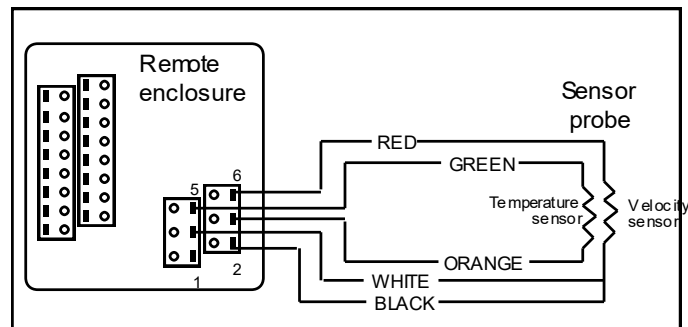 Remote
enclosure
Sensor
probe
RED
GREEN
6
5
Temperature
sensor
Velocity
sensor
ORANGE
WHITE
BLACK
2
1